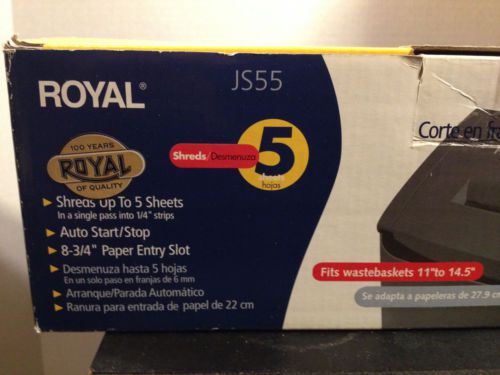 ROYAL®
JS55
100 YEARS
ROYAL
OF QUALITY
Shreds/Desmenuza
5
sheets
hojas
Corte en
Shreds Up To 5 Sheets
In a single pass into 1/4" strips
Auto Start/Stop
8-3/4" Paper Entry Slot
Desmenuza hasta 5 hojas
En un solo paso en franjas de 6 mm
Arranque/Parada Automático
Ranura para entrada de papel de 22 cm
Fits wastebaskets 11"to 14.5"
Se adapta a papeleras de 27.9 c